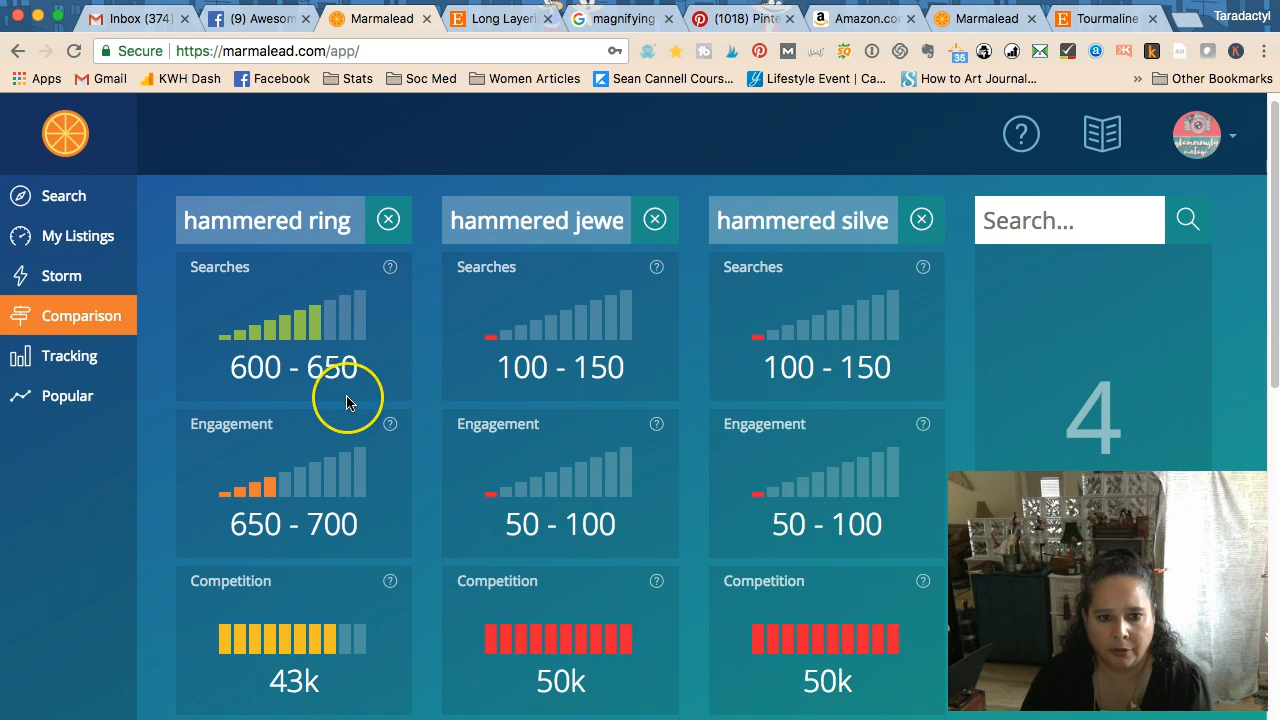 Inbox (374)
(9) Awesom
Marmalead
Long Layeri
magnifying
(1018) Pinte
Amazon.co
Marmalead
Tourmaline
Taradactyl
Secure
https://marmalead.com/app/
35
Apps
Gmail
KWH Dash
Facebook
Stats
Soc Med
Women Articles
Sean Cannell Cours...
Lifestyle Event | Ca...
How to Art Journal...
»
Other Bookmarks
Search
My Listings
Storm
Comparison
Tracking
Popular
hammered ring
hammered jewe
hammered silve
Search...
Searches
Searches
Searches
600 - 650
100 - 150
100 - 150
4
Engagement
Engagement
Engagement
650 - 700
50 - 100
50 - 100
Competition
Competition
Competition
43k
50k
50k